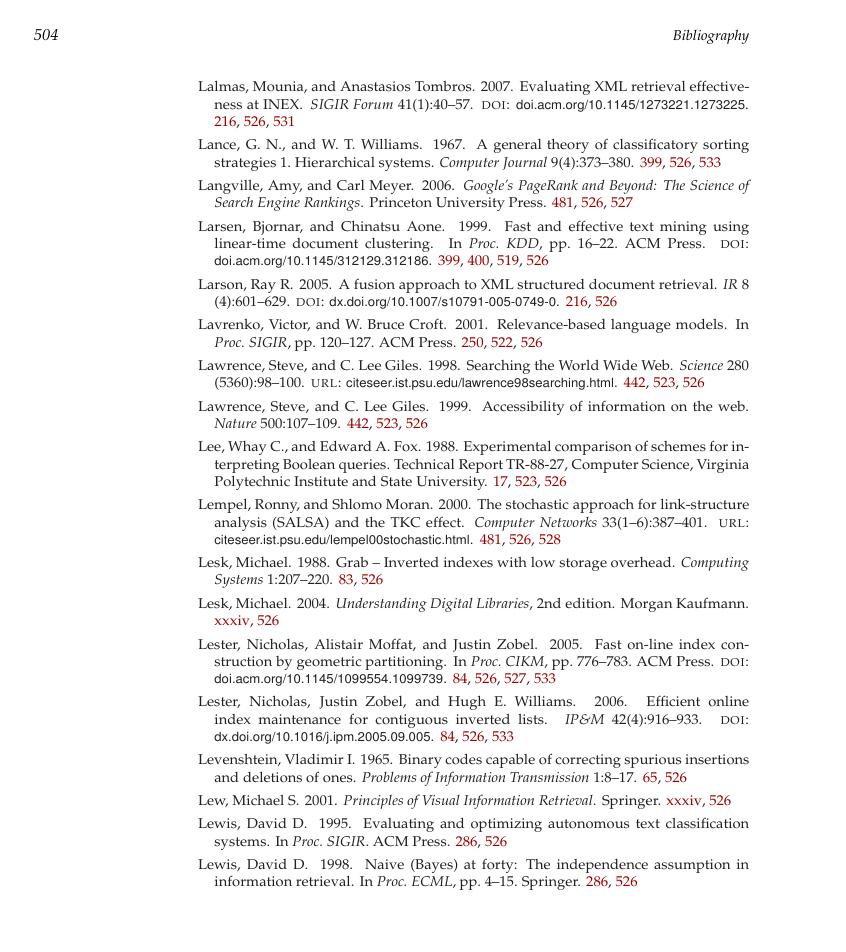 504
Bibliography
Lalmas, Mounia, and Anastasios Tombros. 2007. Evaluating XML retrieval effective-
ness at INEX. SIGIR Forum 41(1):40–57. DOI: doi.acm.org/10.1145/1273221.1273225.
216, 526, 531
Lance, G. N., and W. T. Williams. 1967. A general theory of classificatory sorting
strategies 1. Hierarchical systems. Computer Journal 9(4):373–380. 399, 526, 533
Langville, Amy, and Carl Meyer. 2006. Google's PageRank and Beyond: The Science of
Search Engine Rankings. Princeton University Press. 481, 526, 527
Larsen, Bjornar, and Chinatsu Aone. 1999. Fast and effective text mining using
linear-time document clustering. In Proc. KDD, pp. 16–22. ACM Press. DOI:
doi.acm.org/10.1145/312129.312186. 399, 400, 519, 526
Larson, Ray R. 2005. A fusion approach to XML structured document retrieval. IR 8
(4):601–629. DOI: dx.doi.org/10.1007/s10791-005-0749-0. 216, 526
Lavrenko, Victor, and W. Bruce Croft. 2001. Relevance-based language models. In
Proc. SIGIR, pp. 120–127. ACM Press. 250, 522, 526
Lawrence, Steve, and C. Lee Giles. 1998. Searching the World Wide Web. Science 280
(5360):98–100. URL: citeseer.ist.psu.edu/lawrence98searching.html. 442, 523, 526
Lawrence, Steve, and C. Lee Giles. 1999. Accessibility of information on the web.
Nature 500:107–109. 442, 523, 526
Lee, Whay C., and Edward A. Fox. 1988. Experimental comparison of schemes for in-
terpreting Boolean queries. Technical Report TR-88-27, Computer Science, Virginia
Polytechnic Institute and State University. 17, 523, 526
Lempel, Ronny, and Shlomo Moran. 2000. The stochastic approach for link-structure
analysis (SALSA) and the TKC effect. Computer Networks 33(1–6):387–401. URL:
citeseer.ist.psu.edu/lempel00stochastic.html. 481, 526, 528
Lesk, Michael. 1988. Grab – Inverted indexes with low storage overhead. Computing
Systems 1:207–220. 83, 526
Lesk, Michael. 2004. Understanding Digital Libraries, 2nd edition. Morgan Kaufmann.
xxxiv, 526
Lester, Nicholas, Alistair Moffat, and Justin Zobel. 2005. Fast on-line index con-
struction by geometric partitioning. In Proc. CIKM, pp. 776–783. ACM Press. DOI:
doi.acm.org/10.1145/1099554.1099739. 84, 526, 527, 533
Lester, Nicholas, Justin Zobel, and Hugh E. Williams. 2006. Efficient online
index maintenance for contiguous inverted lists. IP&M 42(4):916–933. DOI:
dx.doi.org/10.1016/j.ipm.2005.09.005. 84, 526, 533
Levenshtein, Vladimir I. 1965. Binary codes capable of correcting spurious insertions
and deletions of ones. Problems of Information Transmission 1:8–17. 65, 526
Lew, Michael S. 2001. Principles of Visual Information Retrieval. Springer. xxxiv, 526
Lewis, David D. 1995. Evaluating and optimizing autonomous text classification
systems. In Proc. SIGIR. ACM Press. 286, 526
Lewis, David D. 1998. Naive (Bayes) at forty: The independence assumption in
information retrieval. In Proc. ECML, pp. 4–15. Springer. 286, 526